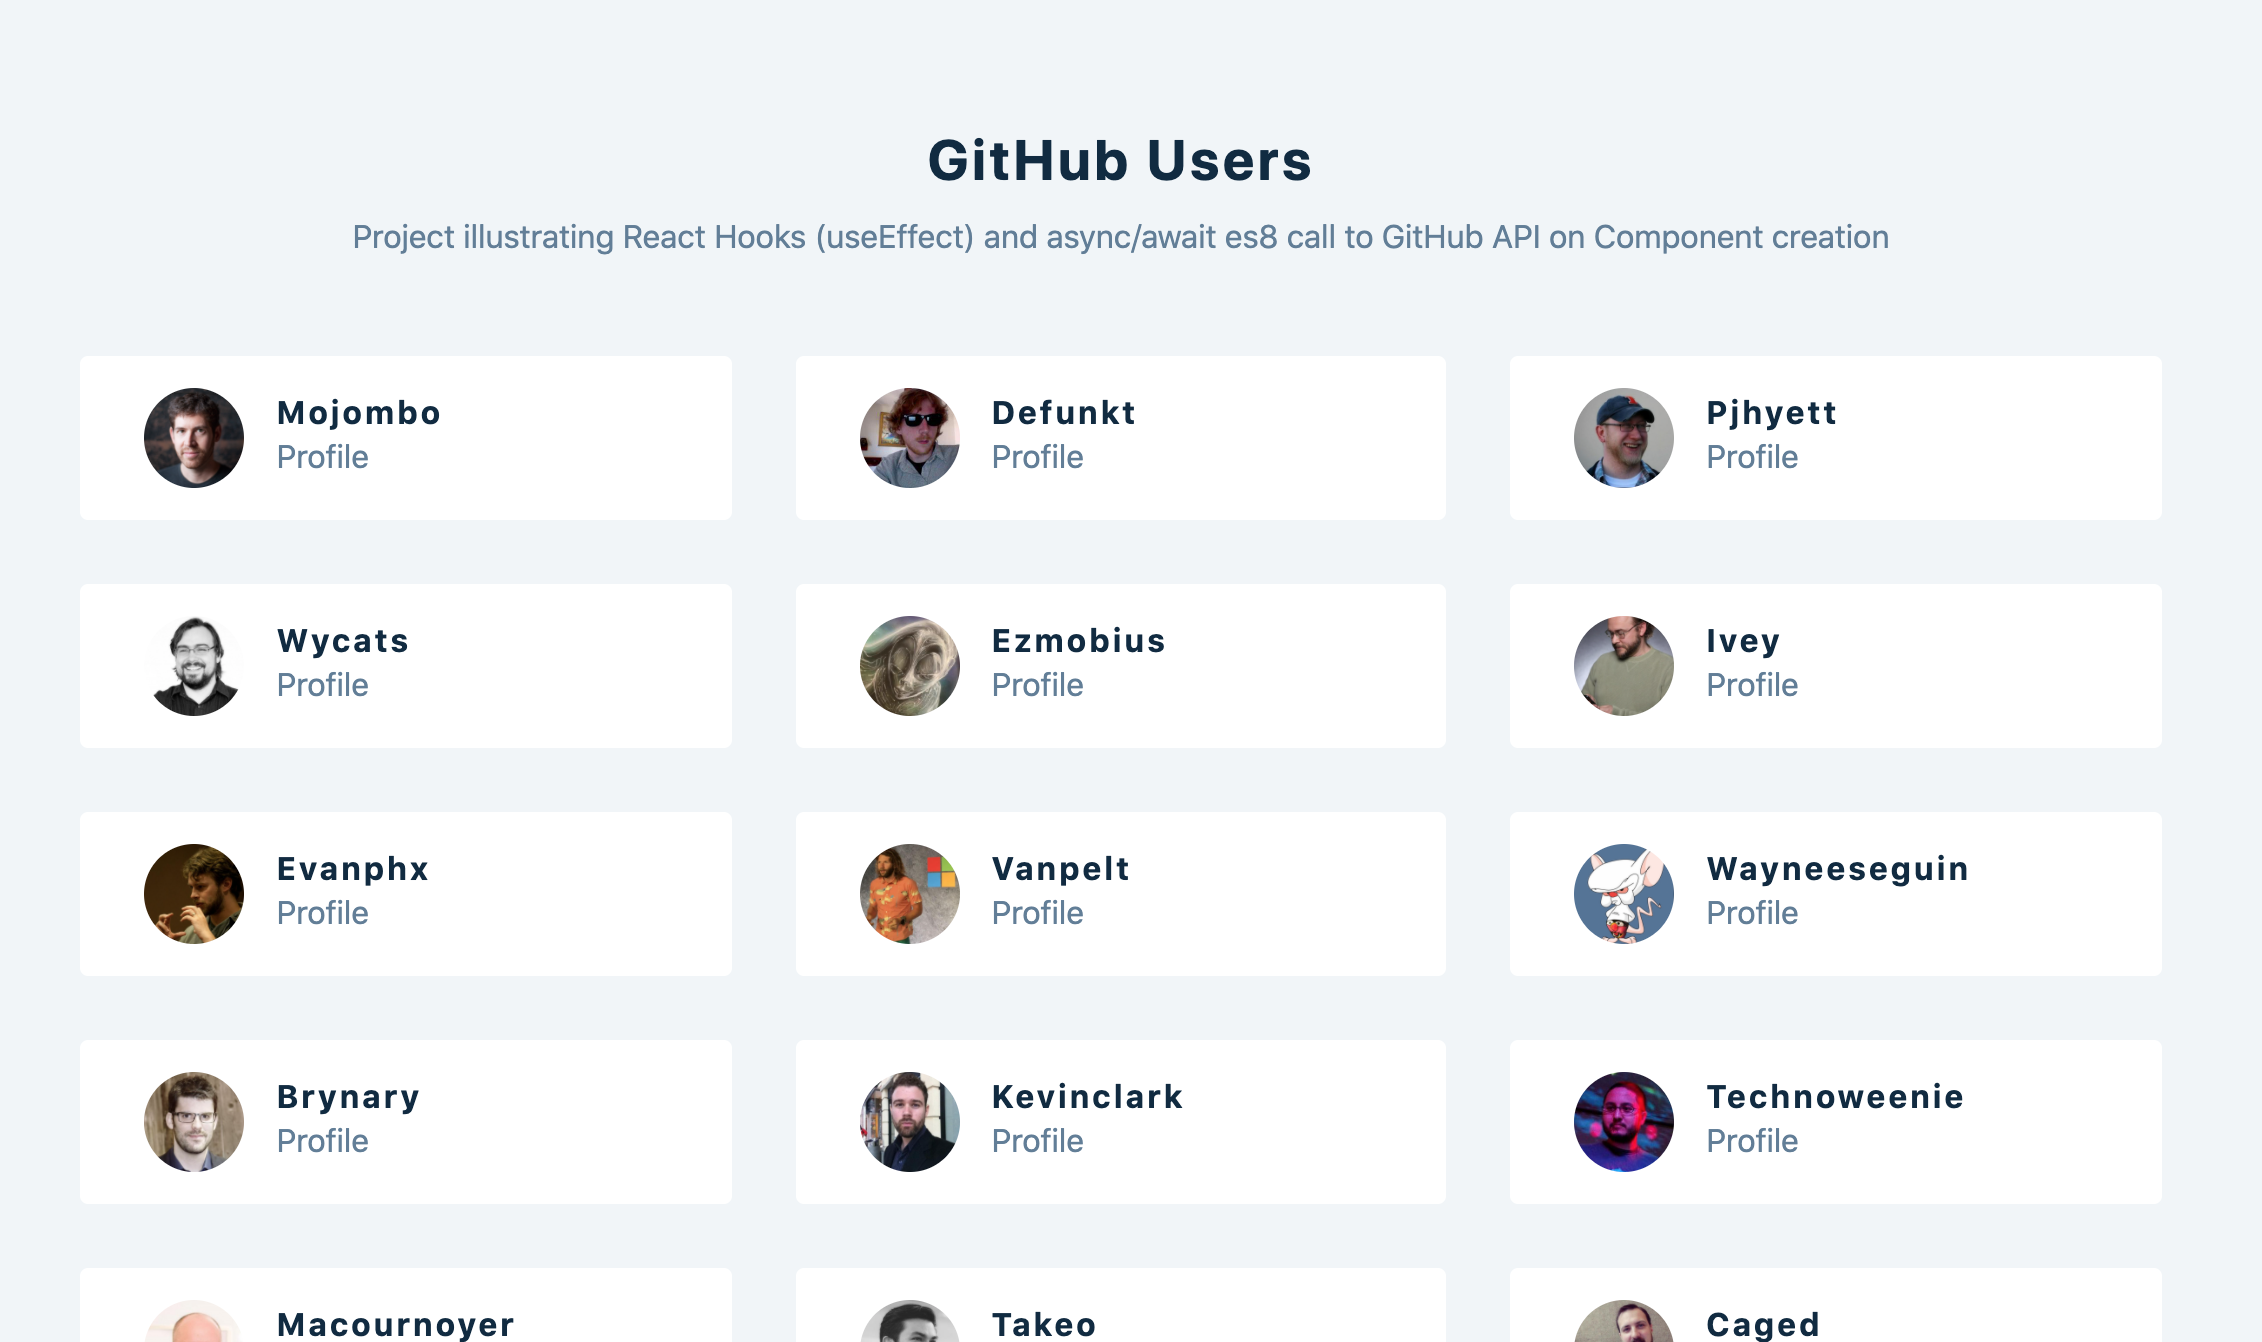 GitHub Users
Project illustrating React Hooks (useEffect) and async/await es8 call to GitHub API on Component creation
Mojombo
Profile
Defunkt
Profile
Pjhyett
Profile
Wycats
Profile
Ezmobius
Profile
Ivey
Profile
Evanphx
Profile
Vanpelt
Profile
Wayneeseguin
Profile
Brynary
Profile
Kevinclark
Profile
Technoweenie
Profile
Macournoyer
Takeo
Caged